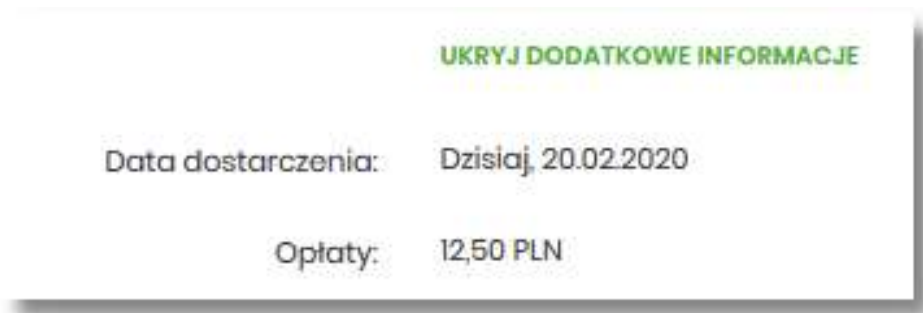 UKRYJ DODATKOWE INFORMACJE
Data dostarczenia: Dzisiaj, 20.02.2020
Opłaty: 12,50 PLN